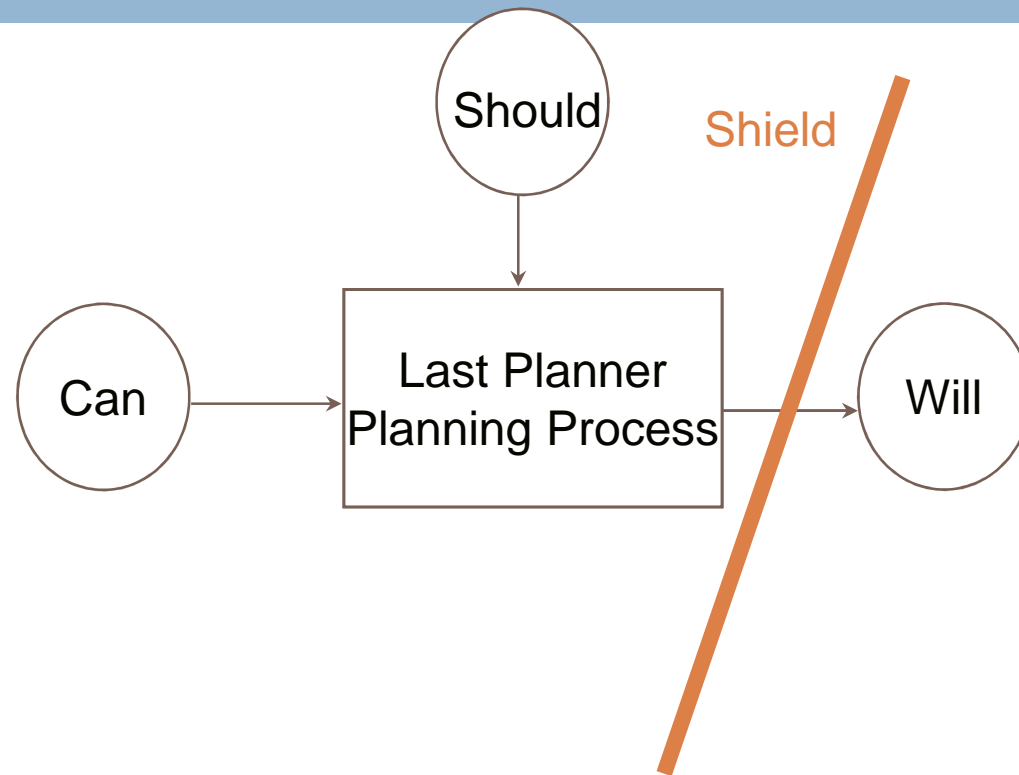 Should
Shield
Can
Last Planner
Planning Process
Will